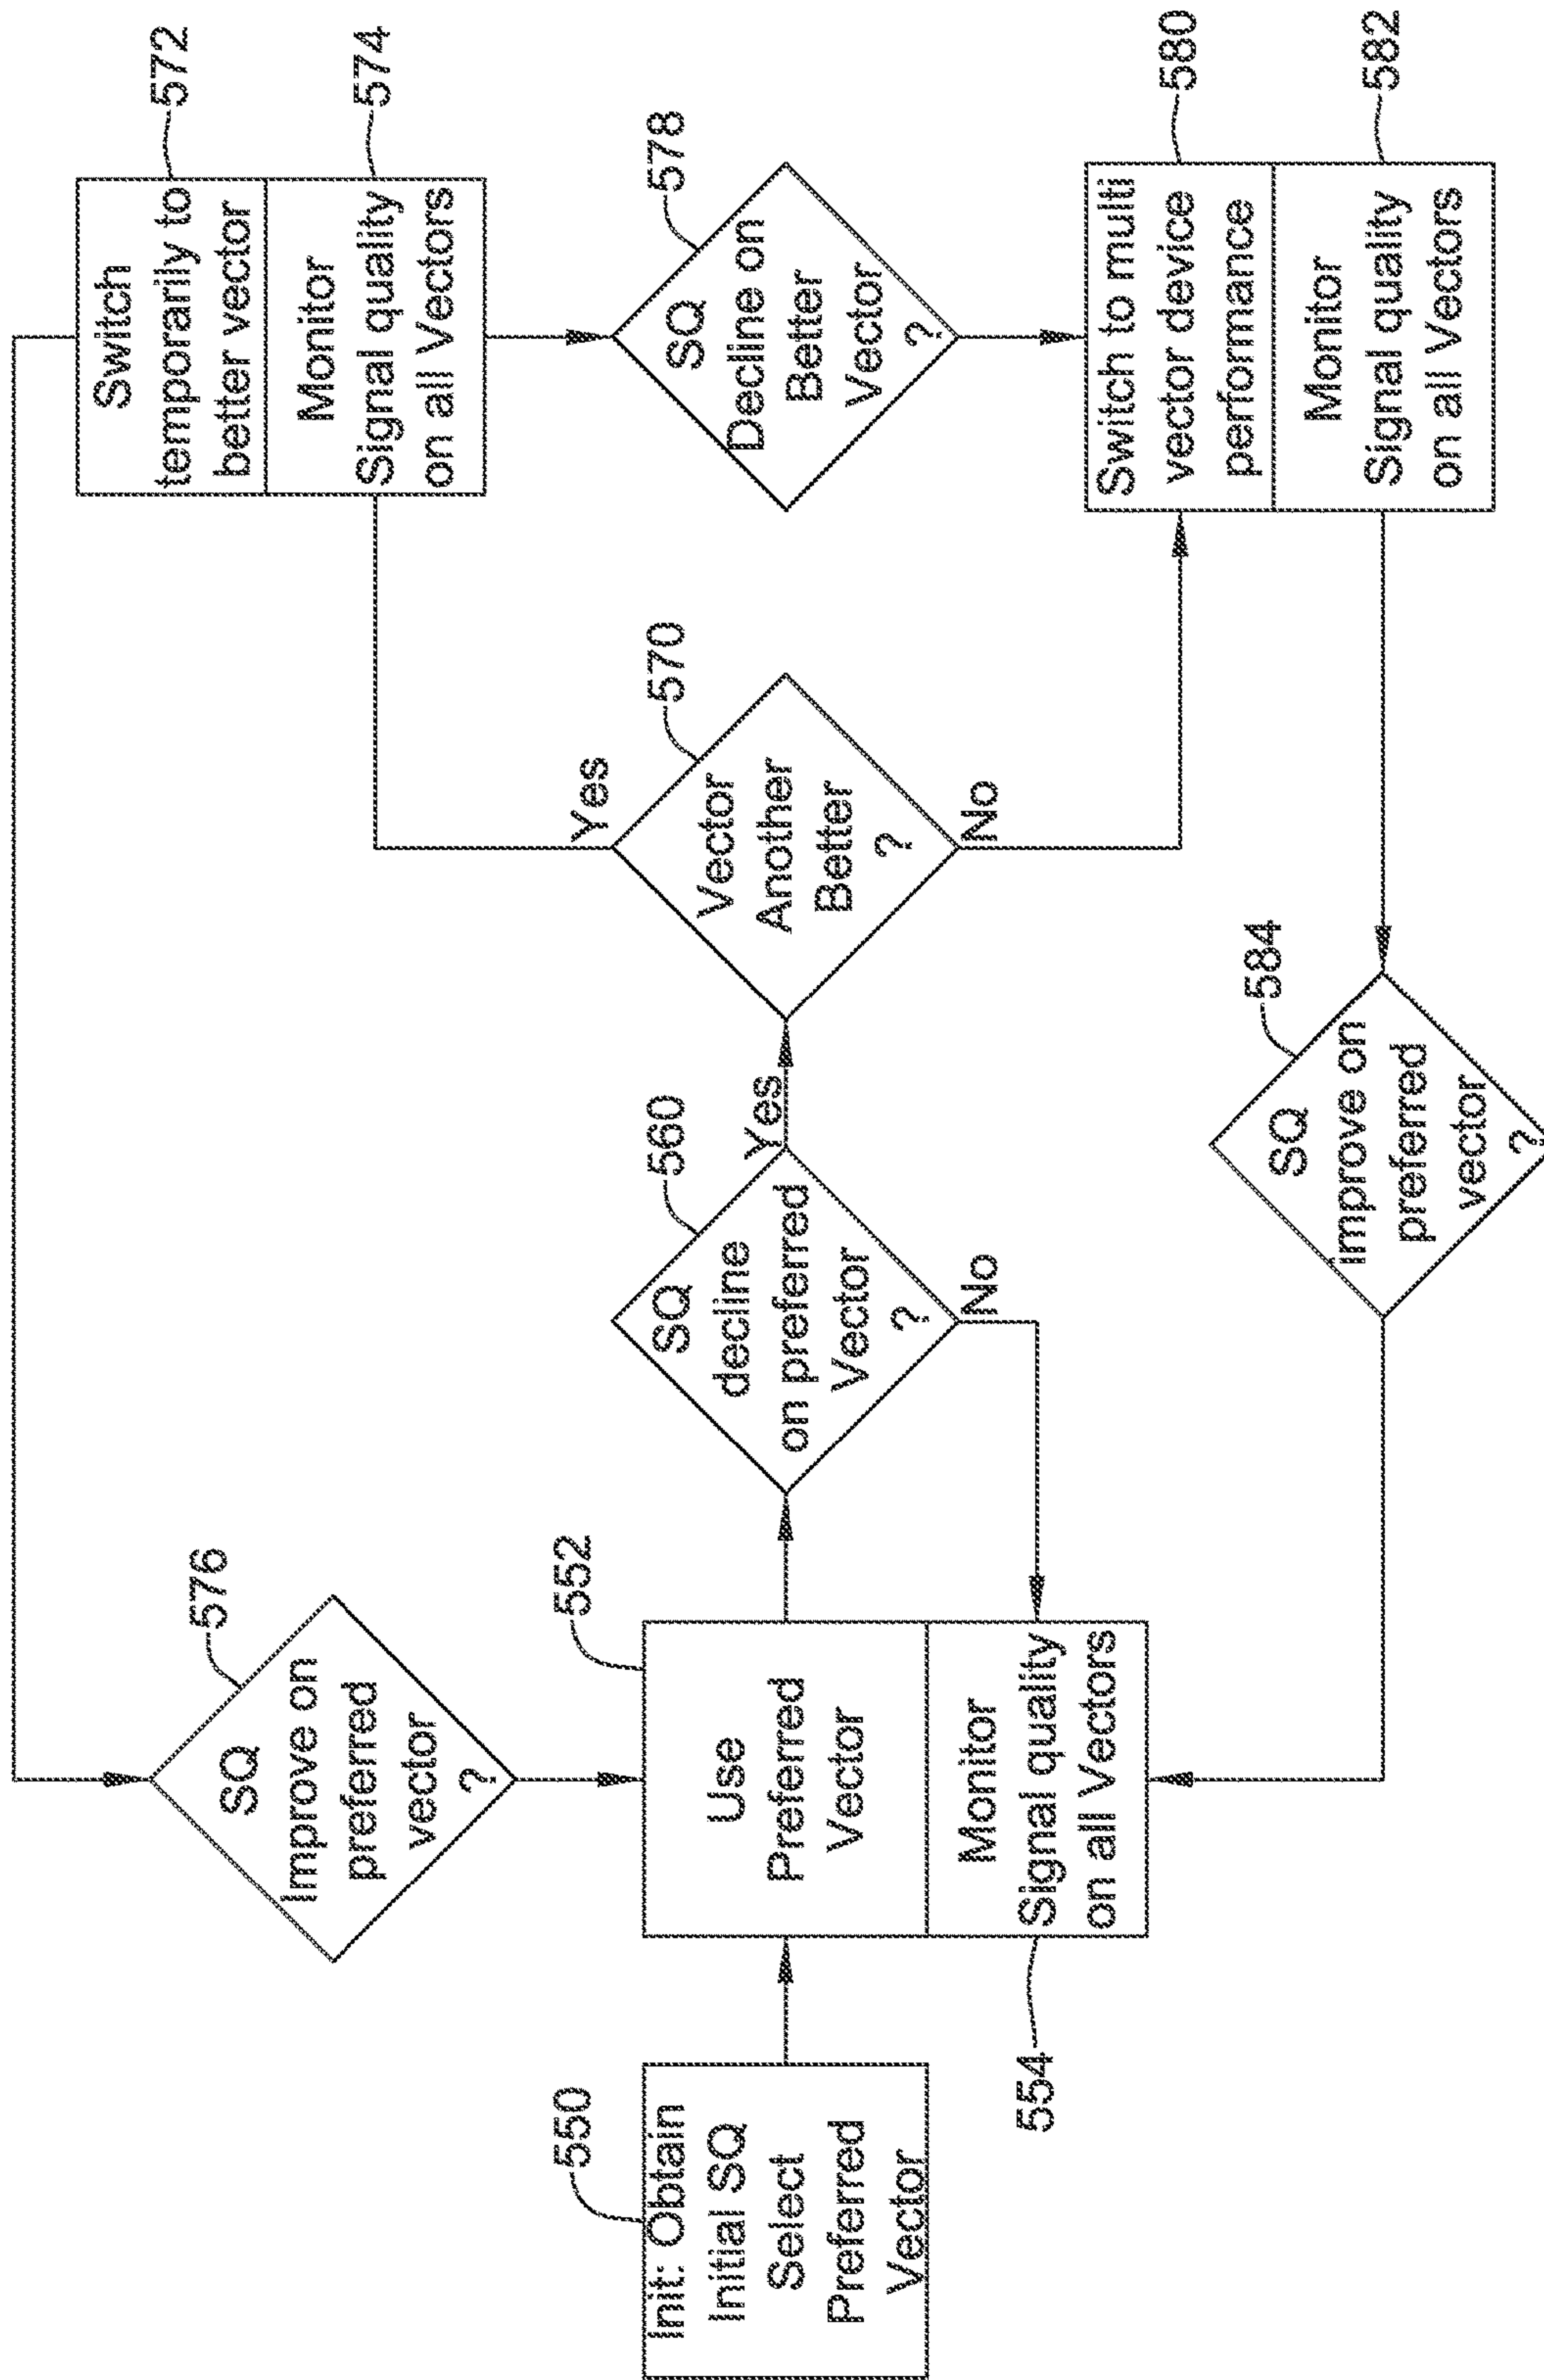 550
Init: Obtain
Initial SQ
Select
Preferred
Vector
552
Use
Preferred
Vector
Monitor
Signal quality
on all Vectors
554
576
SQ
Improve on
preferred
vector
?
560
SQ
decline
on preferred
Vector
?
Yes
No
570
Vector
Another
Better
?
Yes
No
Switch
temporarily to
better vector
572
Monitor
Signal quality
on all Vectors
574
578
SQ
Decline on
Better
Vector
?
Switch to multi
vector device
performance
580
Monitor
Signal quality
on all Vectors
582
584
SQ
Improve on
preferred
vector
?